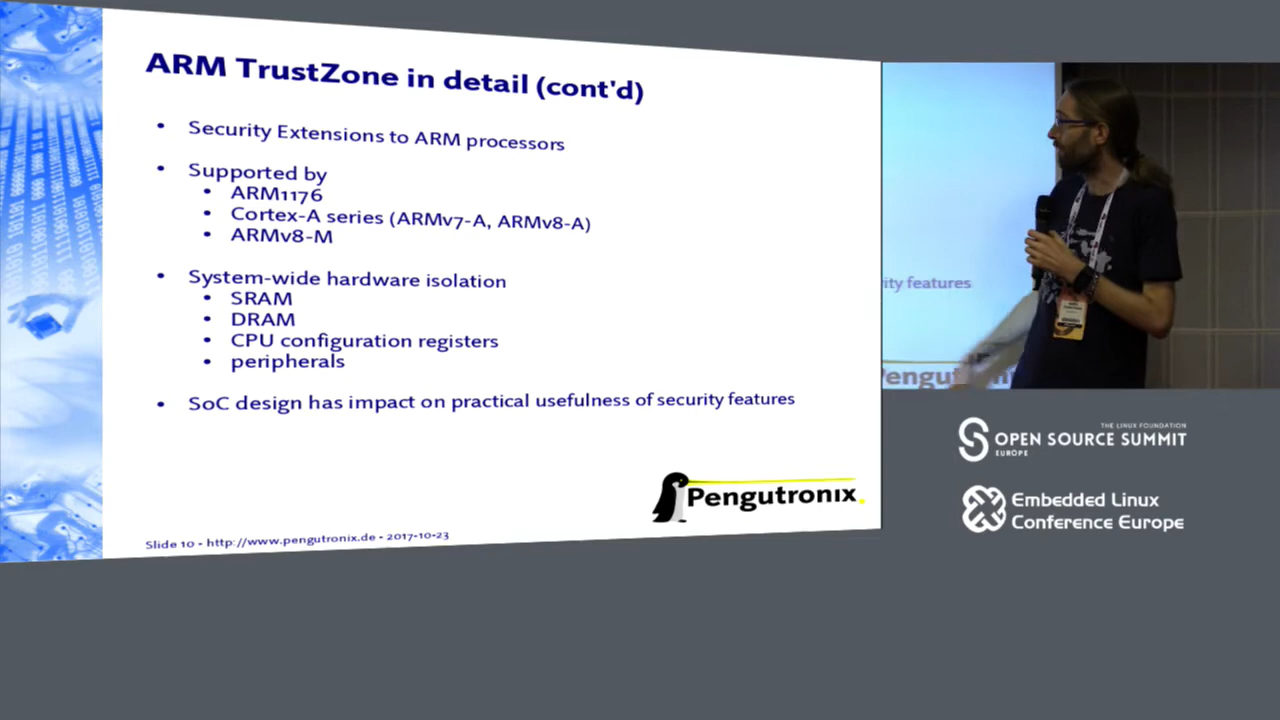 ARM TrustZone in detail (cont'd)
• Security Extensions to ARM processors
• Supported by
• ARM1176
• Cortex-A series (ARMv7-A, ARMv8-A)
• ARMv8-M
• System-wide hardware isolation
• SRAM
• DRAM
• CPU configuration registers
• peripherals
• SoC design has impact on practical usefulness of security features
Pengutronix.
Slide 10 - http://www.pengutronix.de - 2017-10-23
ity features
Pengu
THE LINUX FOUNDATION
OPEN SOURCE SUMMIT
EUROPE
Embedded Linux
Conference Europe